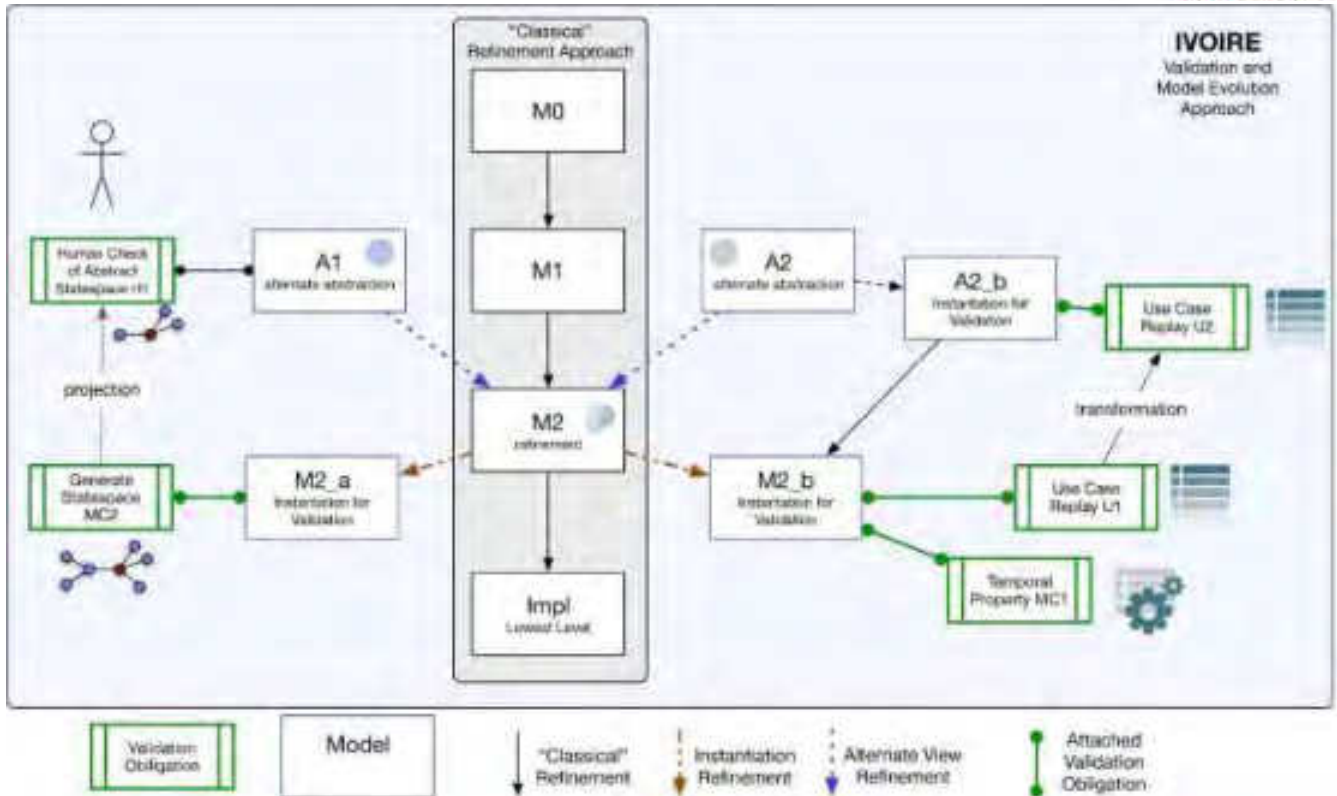 "Classical"
Refinement Approach
IVOIRE
Validation and
Model Evolution
Approach
M0
Human Check
of Abstract
Statespace
A1
alternate abstraction
M1
A2
alternate abstraction
A2_b
Instantation for
Validation
Use Case
Replay U2
projection
transformation
M2
refinement
Generate
Statespace
MC2
M2_a
Instantation for
Validation
M2_b
Instantation for
Validation
Use Case
Replay U1
Temporal
Property MC1
Impl
Lowest Level
Validation
Obligation
Model
"Classical"
Refinement
Instantiation
Refinement
Alternate View
Refinement
Attached
Validation
Obligation